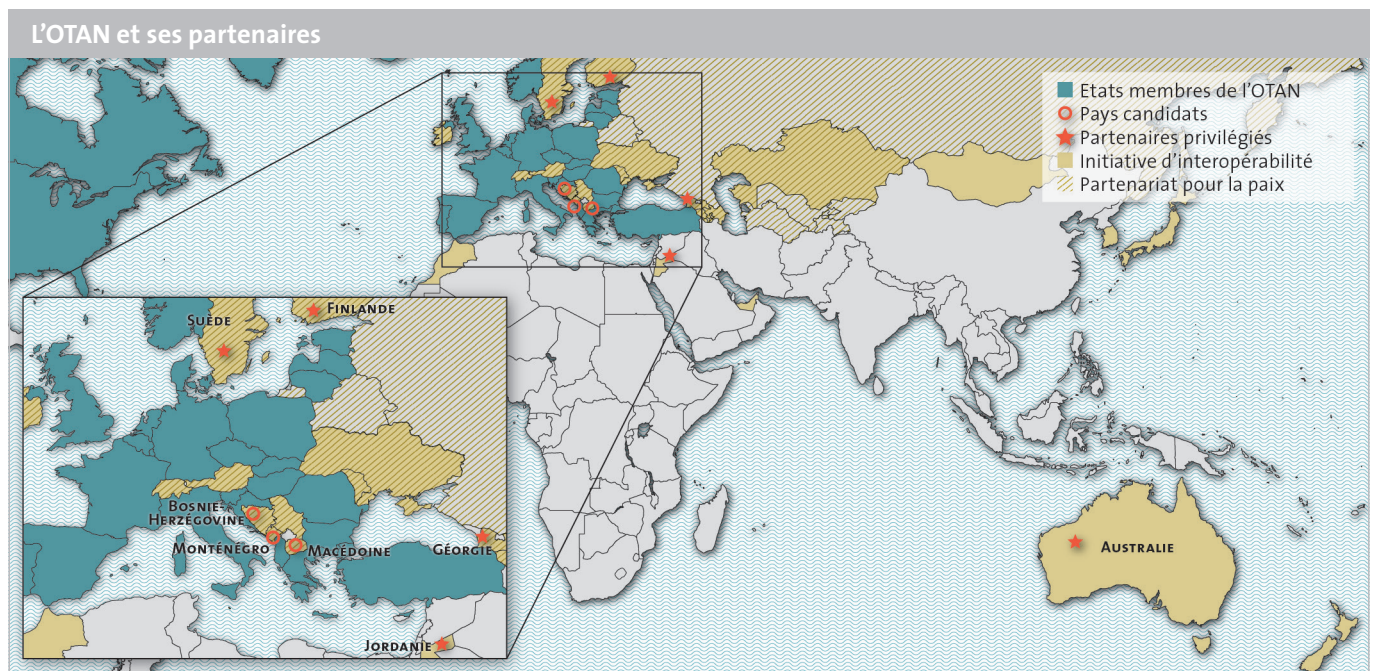 L’OTAN et ses partenaires
Etats membres de l’OTAN
Pays candidats
Partenaires privilégiés
Initiative d’interopérabilité
Partenariat pour la paix
Suède
Finlande
Bosnie-
Herzégovine
Monténégro
Macédoine
Géorgie
Jordanie
Australie